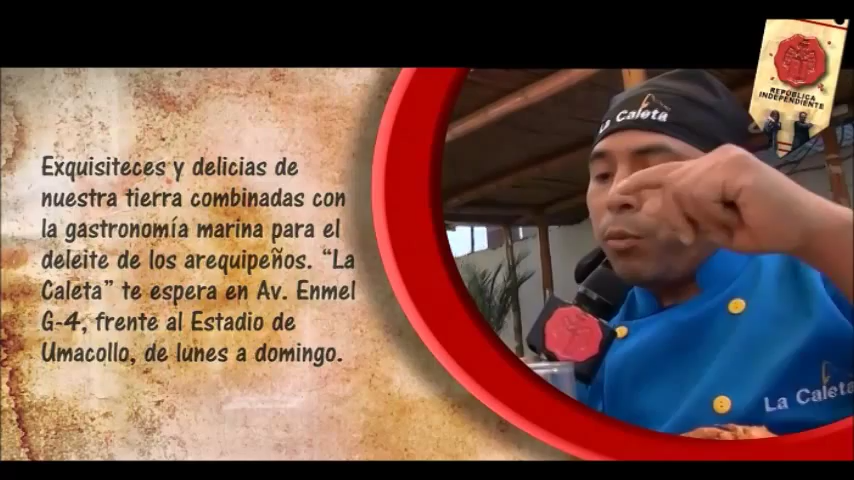 REPÚBLICA
INDEPENDIENTE
La Caleta
Exquisiteces y delicias de
nuestra tierra combinadas con
la gastronomía marina para el
deleite de los arequipeños. “La
Caleta” te espera en Av. Enmel
G-4, frente al Estadio de
Umacollo, de lunes a domingo.
La Caleta